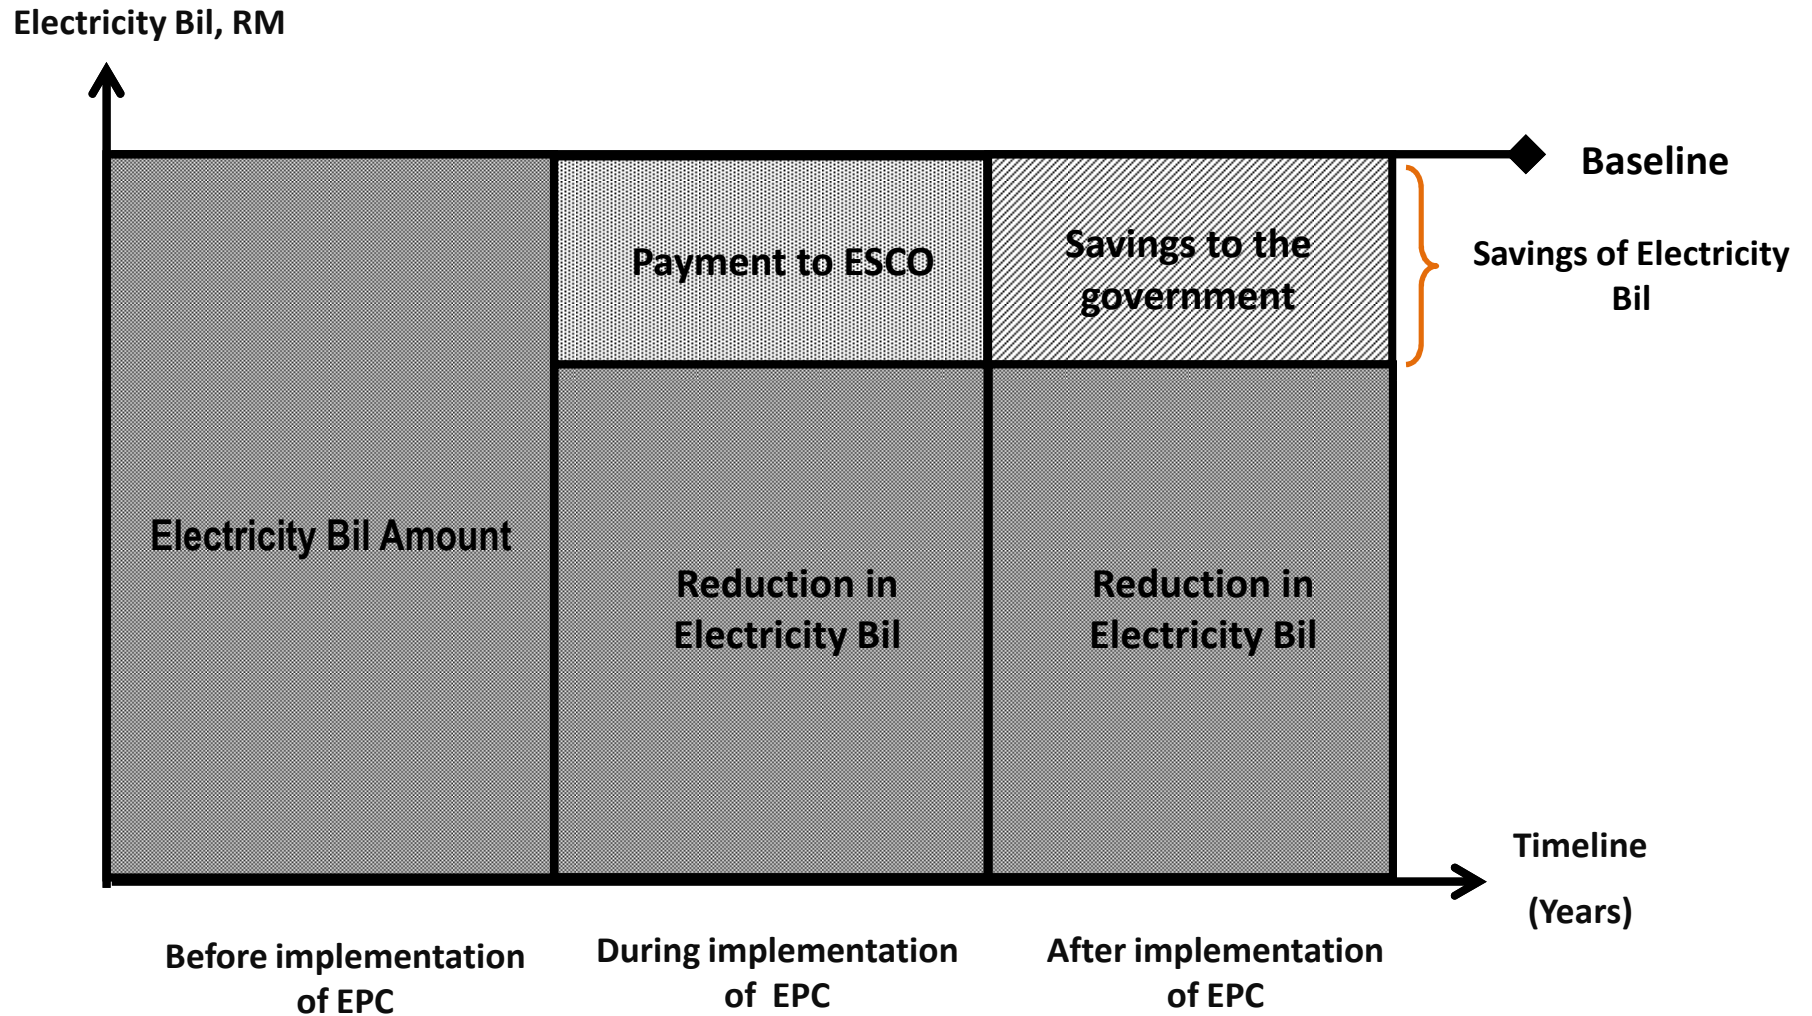 Electricity Bil, RM
Baseline
Payment to ESCO
Savings to the
government
Savings of Electricity
Bil
Electricity Bil Amount
Reduction in
Electricity Bil
Reduction in
Electricity Bil
Timeline
(Years)
Before implementation
of EPC
During implementation
of EPC
After implementation
of EPC